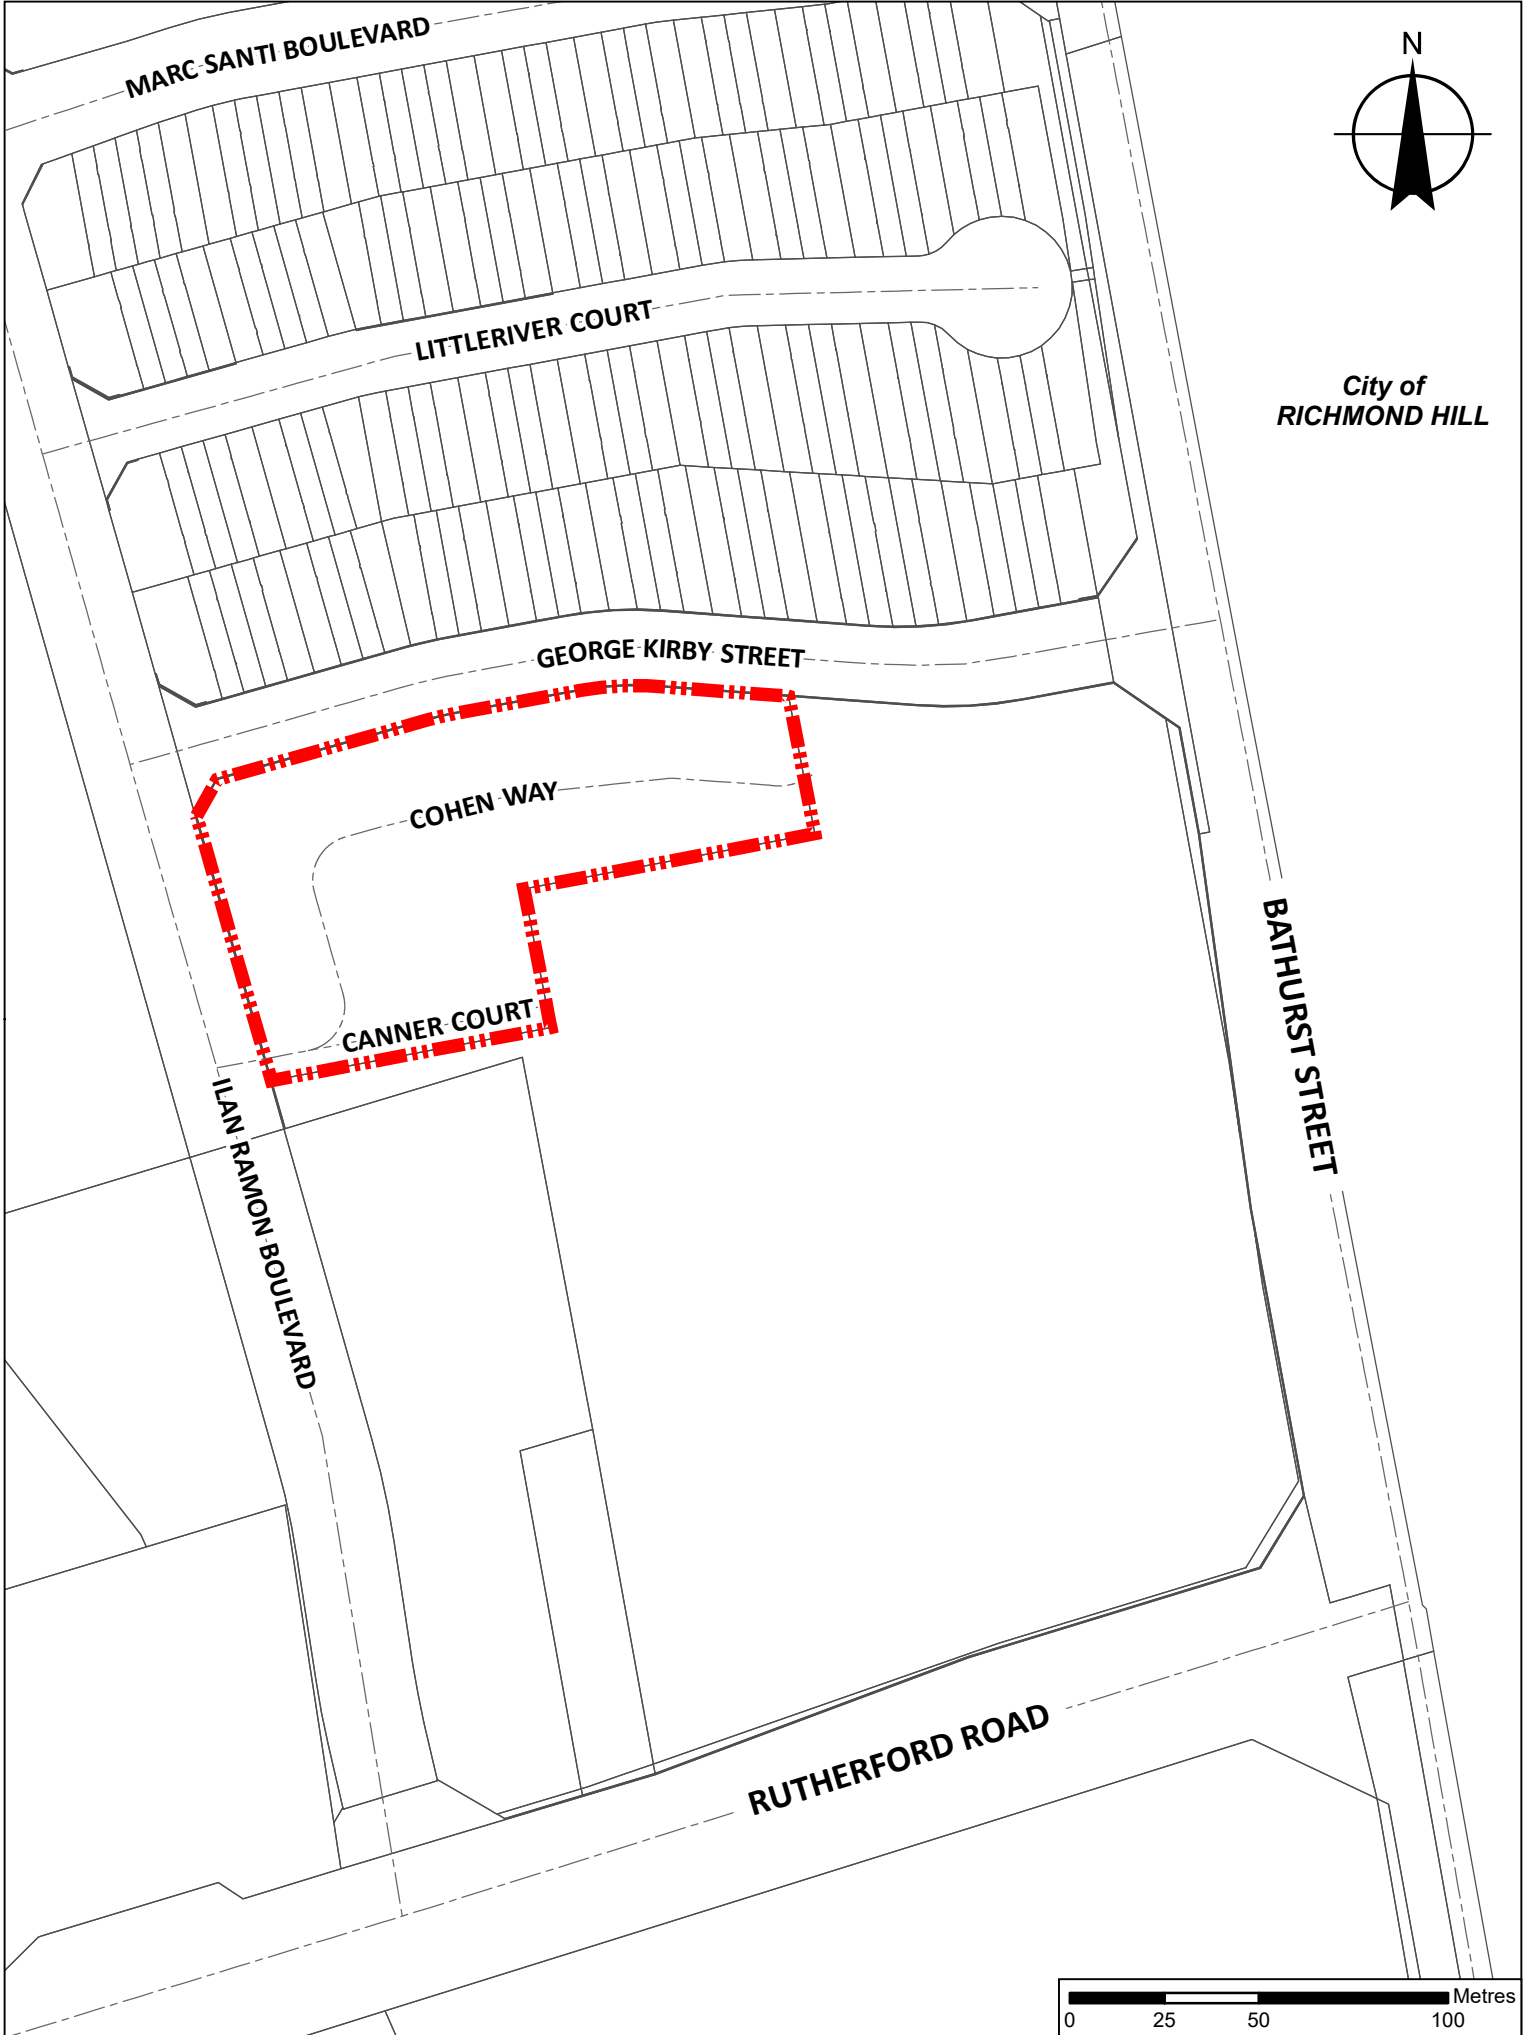 MARC SANTI BOULEVARD
N
LITTLERIVER COURT
City of
RICHMOND HILL
GEORGE KIRBY STREET
COHEN WAY
CANNER COURT
BATHURST STREET
ILAN RAMON BOULEVARD
RUTHERFORD ROAD
Metres
0 25 50 100